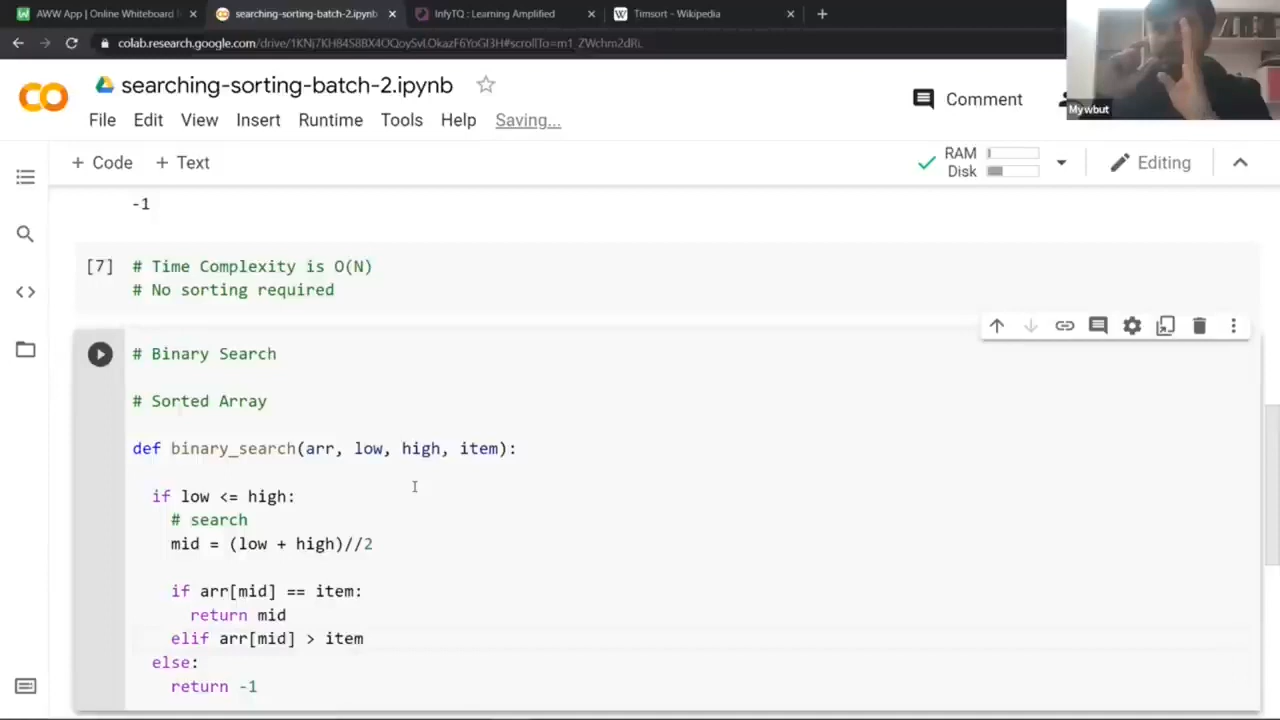 AWW App | Online Whiteboard
searching-sorting-batch-2.ipynb
InfyTQ : Learning Amplified
Timsort - Wikipedia
searching-sorting-batch-2.ipynb
Mywbut
Comment
File Edit View Insert Runtime Tools Help Saving...
+ Code + Text
RAM
Disk
Editing
-1
[7] # Time Complexity is O(N)
# No sorting required
# Binary Search
# Sorted Array
def binary_search(arr, low, high, item):
if low <= high:
# search
mid = (low + high)//2
if arr[mid] == item:
return mid
elif arr[mid] > item
else:
return -1